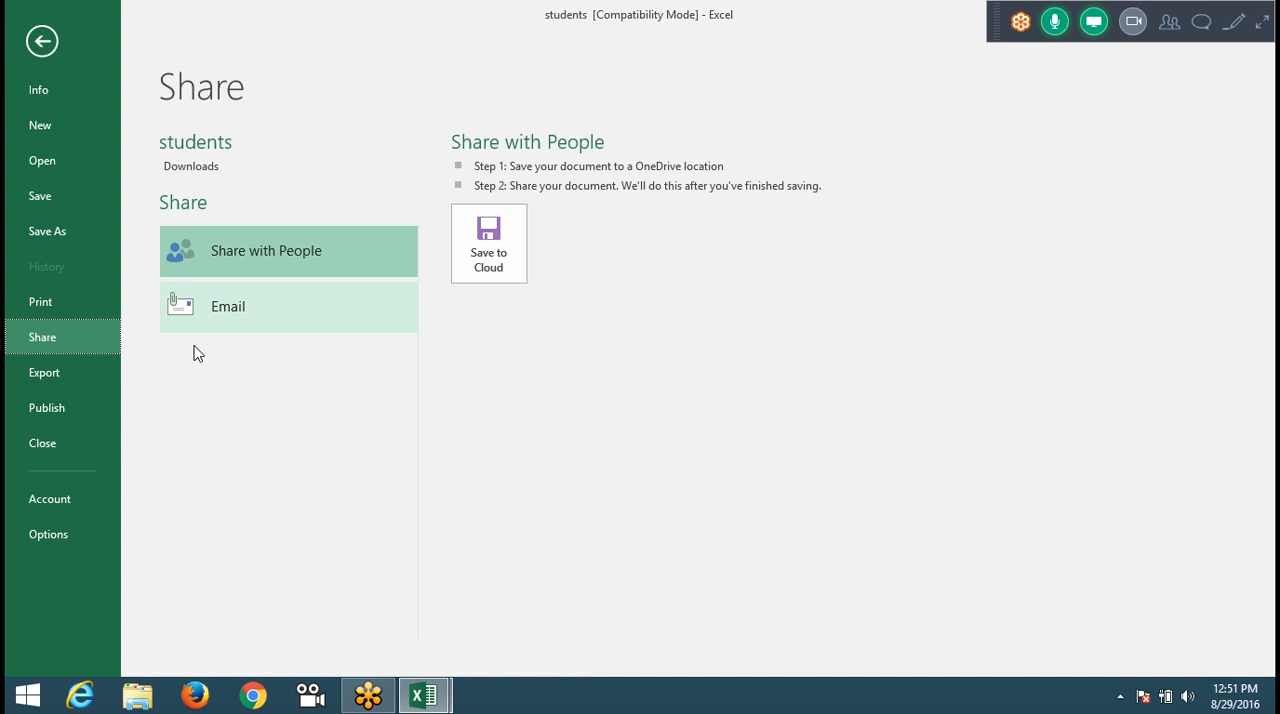 students [Compatibility Mode] - Excel
Info
New
Open
Save
Save As
History
Print
Share
Export
Publish
Close
Account
Options
Share
students
Downloads
Share
Share with People
Email
Share with People
Step 1: Save your document to a OneDrive location
Step 2: Share your document. We'll do this after you've finished saving.
Save to
Cloud
12:51 PM
8/29/2016